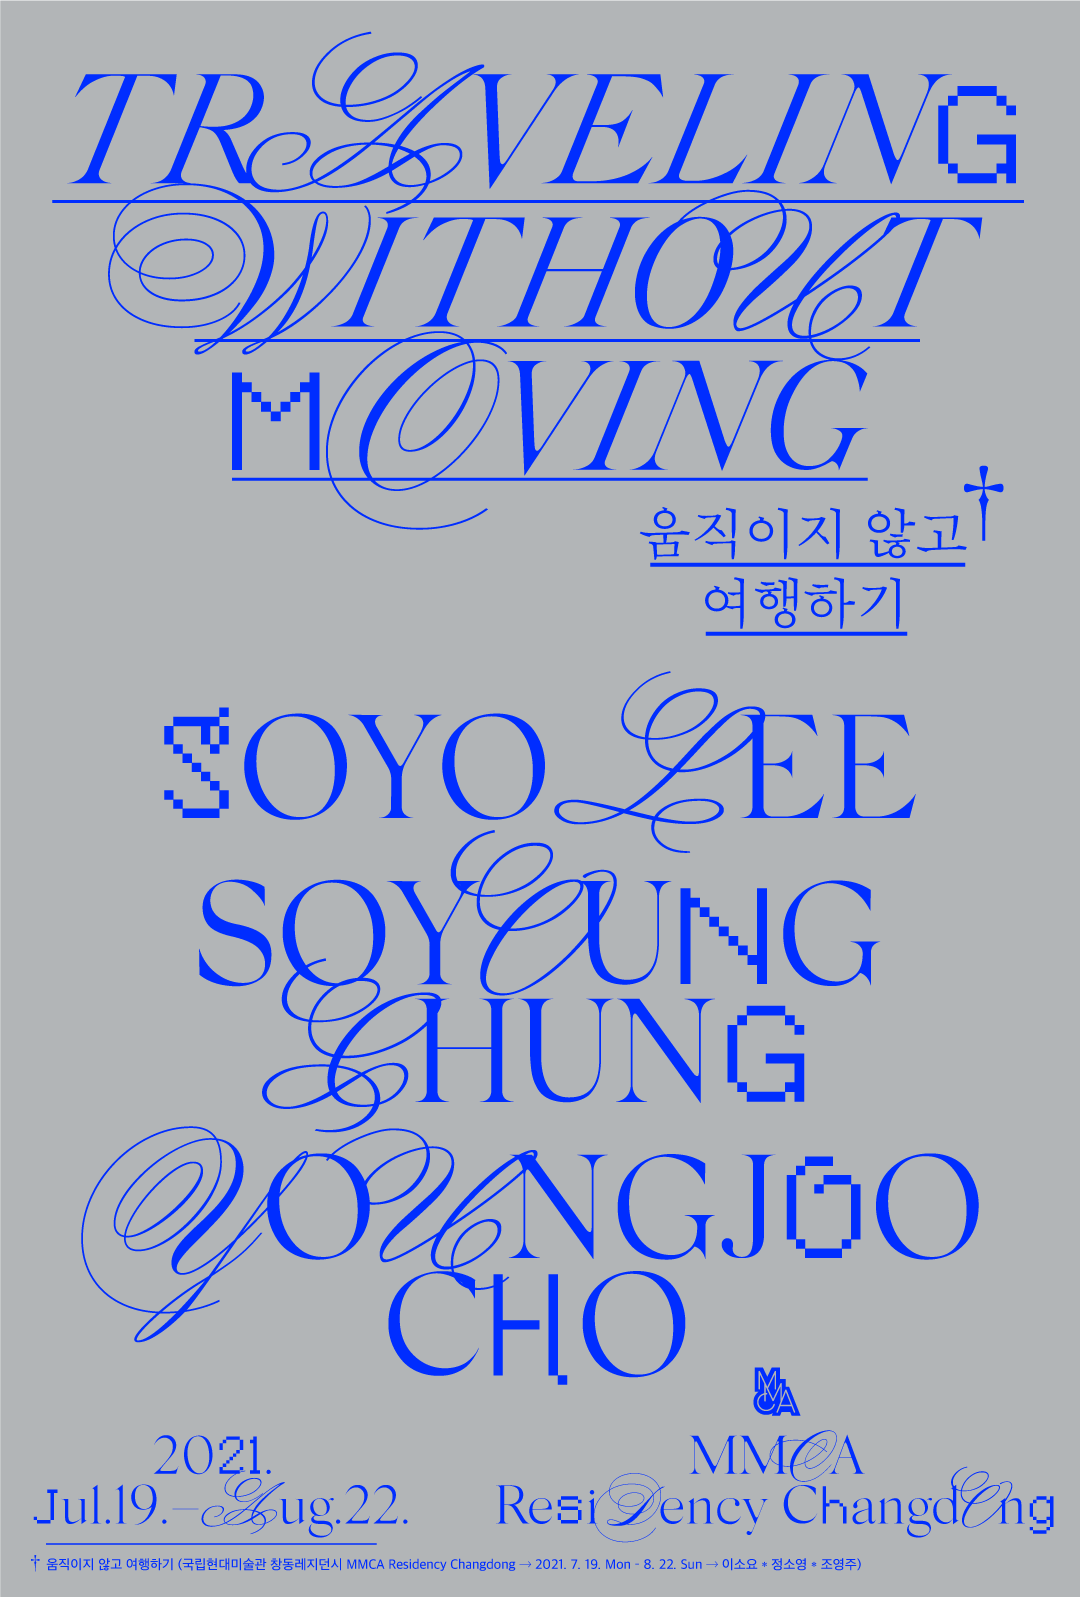 TRAVELING
WITHOUT
MOVING
움직이지 않고†
여행하기
SOYO LEE
SOYOUNG
CHUNG
YOUNGJOO
CHO
MMCA
2021.
Jul.19.–Aug.22.
MMCA
ResiDency ChangdOng
† 움직이지 않고 여행하기 (국립현대미술관 창동레지던시 MMCA Residency Changdong → 2021. 7. 19. Mon - 8. 22. Sun → 이소요 * 정소영 * 조영주)